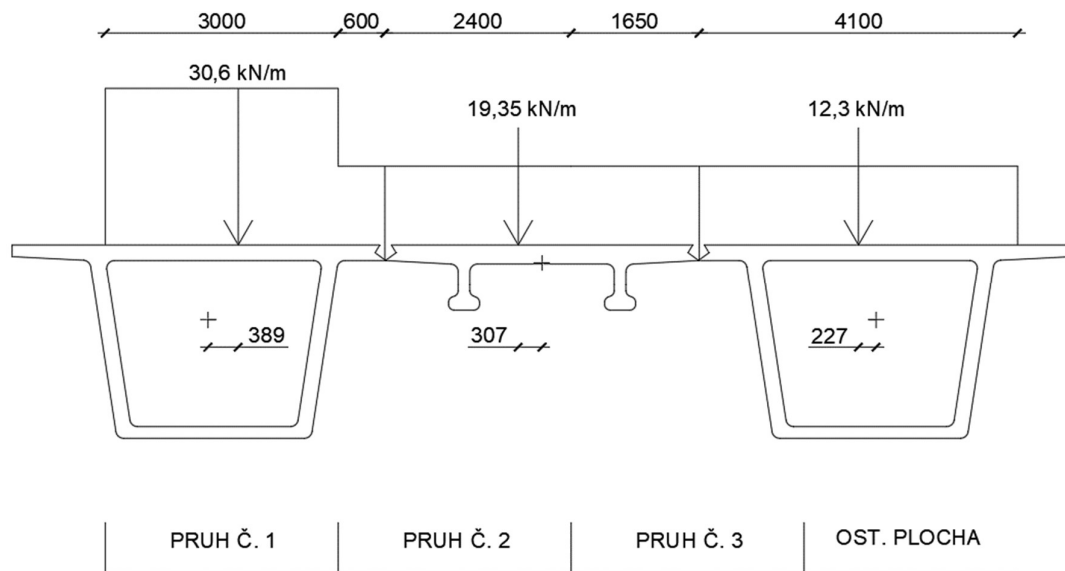 3000 600 2400 1650 4100
30,6 kN/m
19,35 kN/m 12,3 kN/m
389 307 227
PRUH Č. 1 PRUH Č. 2 PRUH Č. 3 OST. PLOCHA